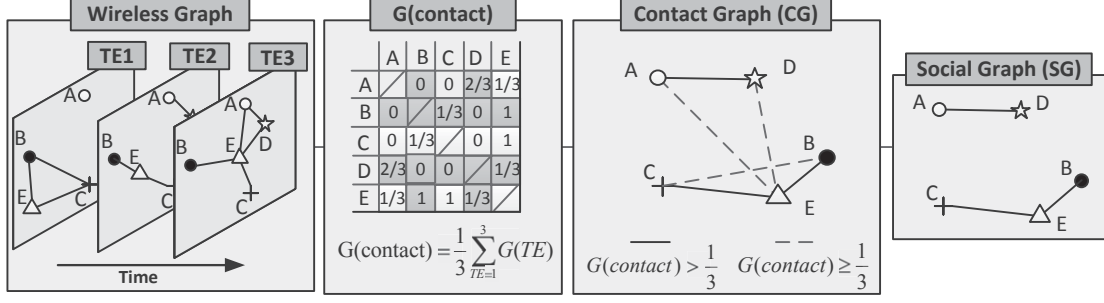 Wireless Graph
TE1
TE2
TE3
A
A
A
B
E
C
B
E
C
B
E
D
C
Time
G(contact)
A B C D E
A 0 0 2/3 1/3
B 0 1/3 0 1
C 0 1/3 0 1
D 2/3 0 0 1/3
E 1/3 1 1 1/3
G(contact) = 1/3 ∑ TE=1 3 G(TE)
Contact Graph (CG)
A
D
B
C
E
G(contact) > 1/3
G(contact) ≥ 1/3
Social Graph (SG)
A
D
B
C
E